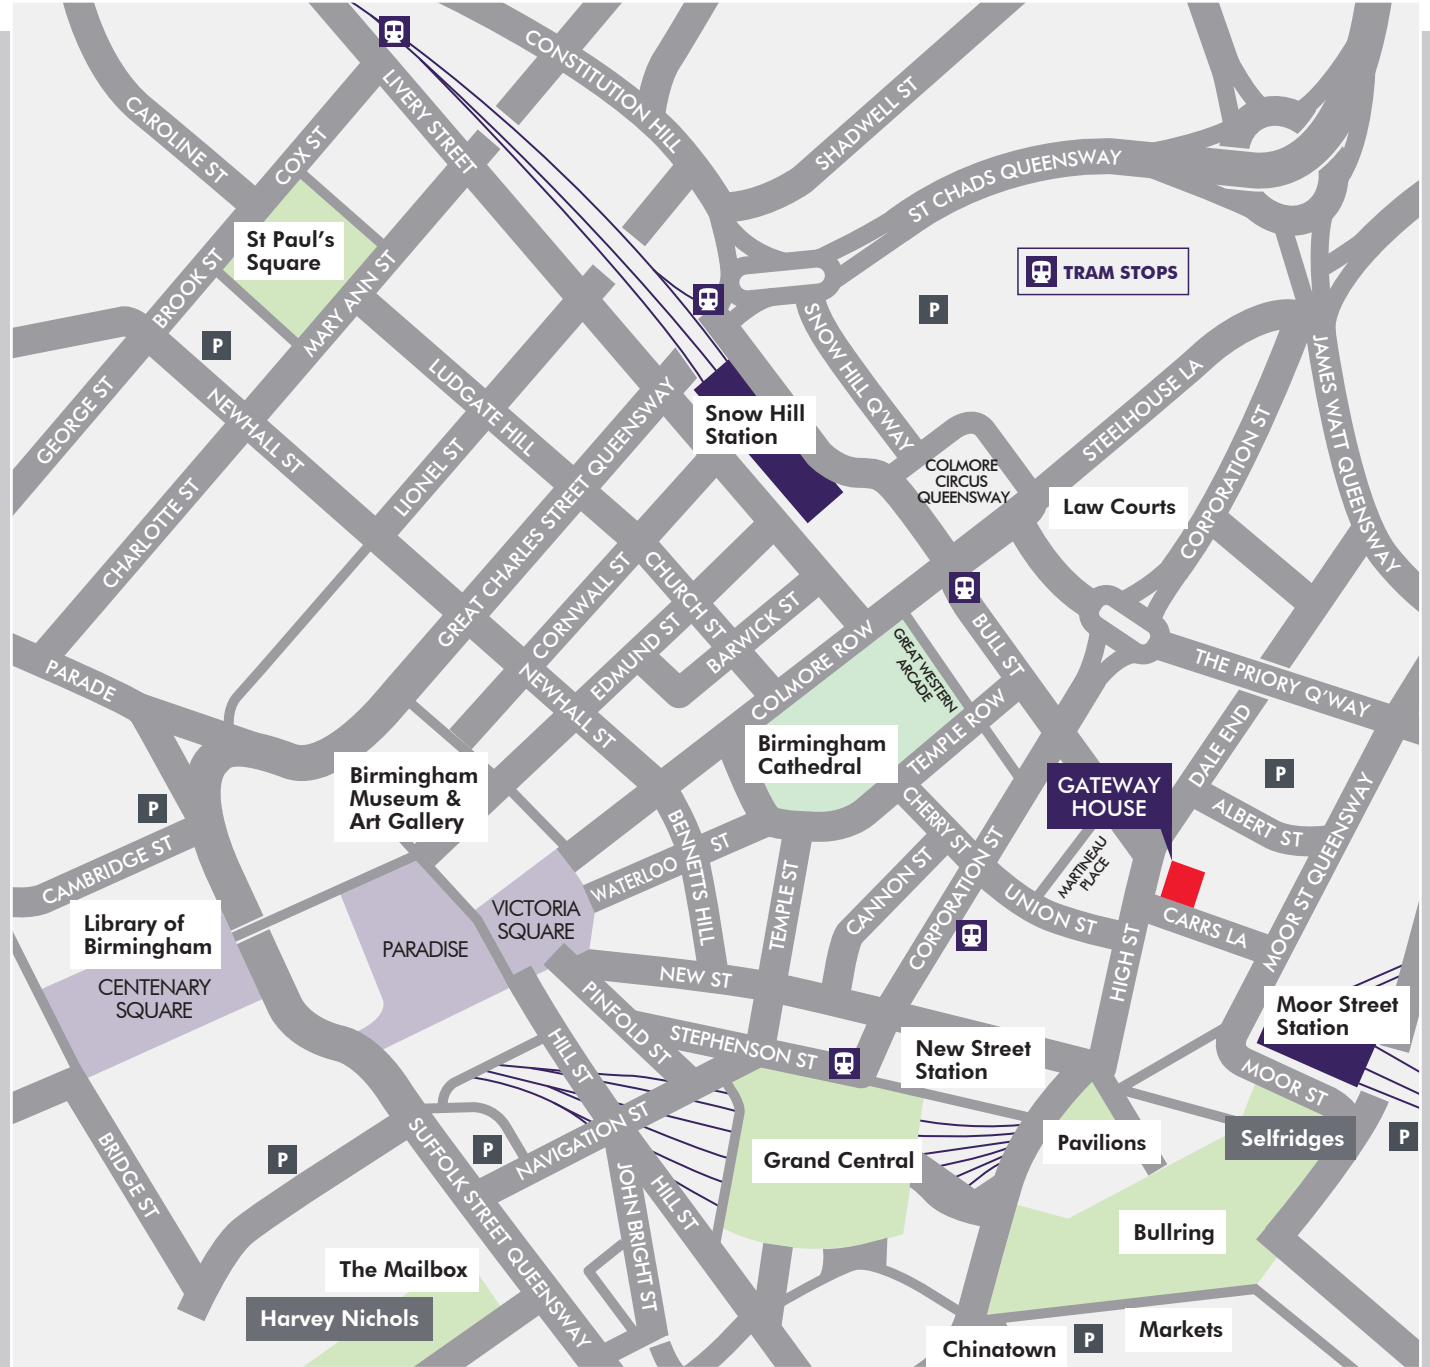 CONSTITUTION HILL
LIVERY STREET
CAROLINE ST
COX ST
SHADWELL ST
ST CHADS QUEENSWAY
St Paul's
Square
BROOK ST
MARY ANN ST
TRAM STOPS
P
P
SNOW HILL Q'WAY
JAMES WATT QUEENSWAY
STEELHOUSE LA
GEORGE ST
NEWHALL ST
LUDGATE HILL
GREAT CHARLES STREET QUEENSWAY
Snow Hill
Station
CORPORATION ST
LIONEL ST
CHARLOTTE ST
COLMORE
CIRCUS
QUEENSWAY
Law Courts
CORNWALL ST
CHURCH ST
EDMUND ST
BARWICK ST
BULL ST
COLMORE ROW
GREAT WESTERN
ARCADE
THE PRIORY Q'WAY
PARADE
NEWHALL ST
TEMPLE ROW
DALE END
Birmingham
Cathedral
Birmingham
Museum &
Art Gallery
P
GATEWAY
HOUSE
P
CHERRY ST
ALBERT ST
MOOR ST QUEENSWAY
CAMBRIDGE ST
BENNETTS HILL
WATERLOO ST
TEMPLE ST
CANNON ST
CORPORATION ST
MARTINEAU
PLACE
UNION ST
CARRS LA
Library of
Birmingham
VICTORIA
SQUARE
PARADISE
HIGH ST
CENTENARY
SQUARE
NEW ST
PINFOLD ST
STEPHENSON ST
HILL ST
New Street
Station
Moor Street
Station
MOOR ST
P
P
NAVIGATION ST
Grand Central
Pavilions
Selfridges
P
BRIDGE ST
SUFFOLK STREET QUEENSWAY
JOHN BRIGHT ST
HILL ST
Bullring
The Mailbox
Harvey Nichols
Chinatown
P
Markets